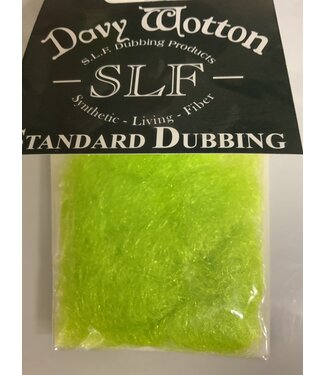 Davy Wotton
S.L.F. Dubbing Products
SLF
Synthetic - Living - Fiber
STANDARD DUBBING